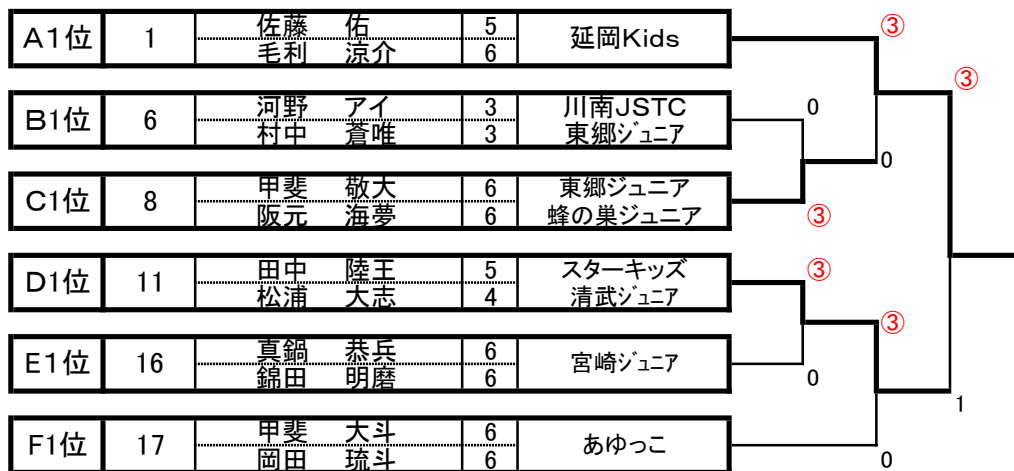 A1位 1 佐藤 佑 5 延岡Kids
毛利 涼介 6
③
③
B1位 6 河野 アイ 3 川南JSTC
村中 蒼唯 3 東郷ジュニア
0
0
C1位 8 甲斐 敬大 6 東郷ジュニア
阪元 海夢 6 蜂の巣ジュニア
③
D1位 11 田中 陸王 5 スターキッズ
松浦 大志 4 清武ジュニア
③
③
E1位 16 真鍋 恭兵 6 宮崎ジュニア
錦田 明磨 6
0
1
F1位 17 甲斐 大斗 6 あゆっこ
岡田 琉斗 6
0